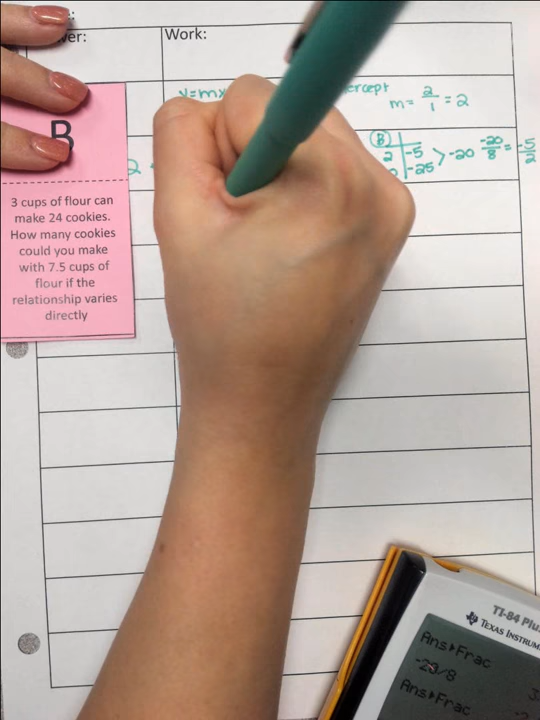 Work:
y=mx
m = 2/1 = 2
B
2
B
2 -5
-25
> -20
-20/8 = -5/2
3 cups of flour can
make 24 cookies.
How many cookies
could you make
with 7.5 cups of
flour if the
relationship varies
directly
TI-84 Plus
TEXAS INSTRUM
Ans▸Frac
Ans▸Frac